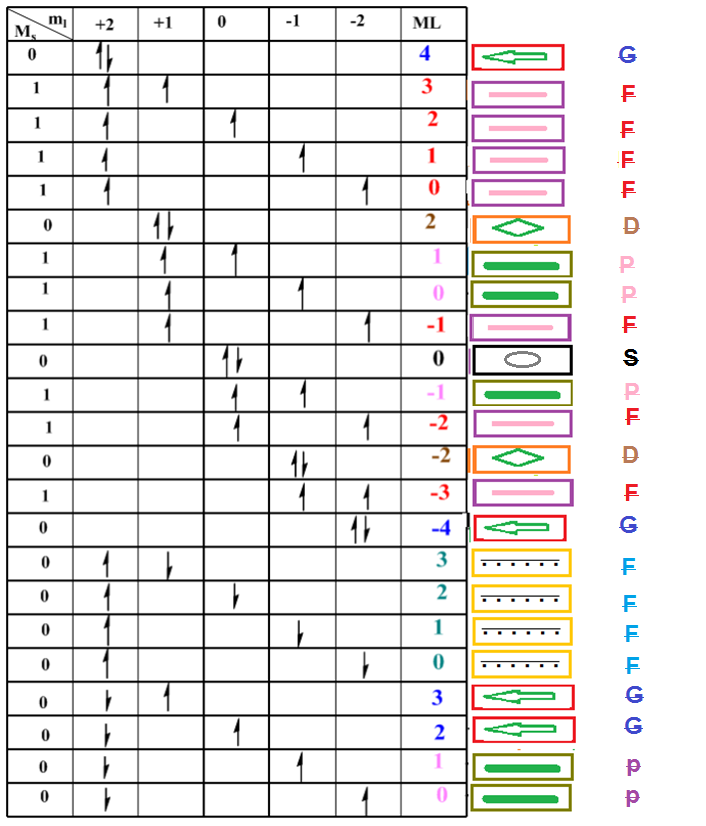 Ms ml +2 +1 0 -1 -2 ML
0 ⥮ 4 G
1 ↑ ↑ 3 F
1 ↑ ↑ 2 F
1 ↑ ↑ 1 F
1 ↑ ↑ 0 F
0 ⥮ 2 D
1 ↑ ↑ 1 P
1 ↑ ↑ 0 P
1 ↑ ↑ -1 F
0 ⥮ 0 S
1 ↑ ↑ -1 P
1 ↑ ↑ -2 F
0 ⥮ -2 D
1 ↑ ↑ -3 F
0 ⥮ -4 G
0 ↑ ↓ 3 F
0 ↑ ↓ 2 F
0 ↑ ↓ 1 F
0 ↑ ↓ 0 F
0 ↓ ↑ 3 G
0 ↓ ↑ 2 G
0 ↓ ↑ 1 p
0 ↓ ↑ 0 p